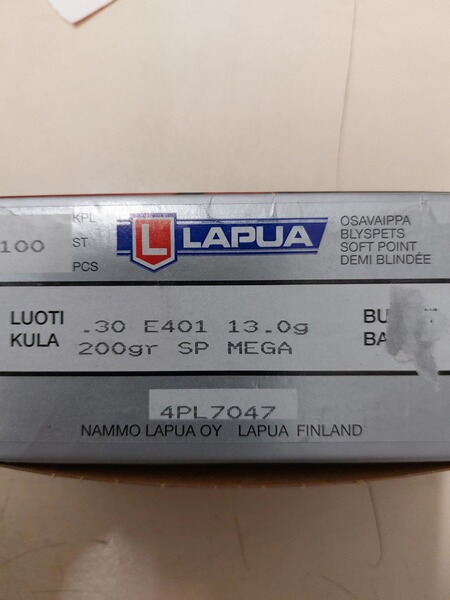 100
KPL
ST
PCS
L LAPUA
OSAVAIPPA
BLYSPETS
SOFT POINT
DEMI BLINDÉE
LUOTI
KULA
.30 E401 13.0g
200gr SP MEGA
4PL7047
NAMMO LAPUA OY LAPUA FINLAND